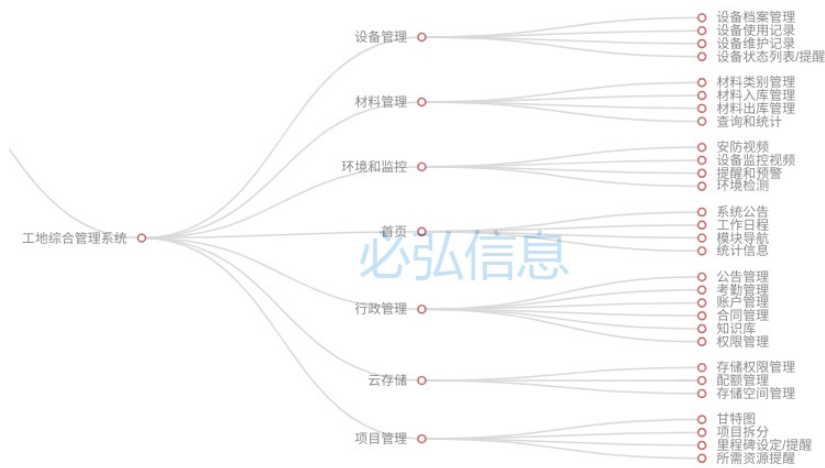 工地综合管理系统
设备管理
设备档案管理
设备使用记录
设备维护记录
设备状态列表/提醒
材料管理
材料类别管理
材料入库管理
材料出库管理
查询和统计
环境和监控
安防视频
设备监控视频
提醒和预警
环境检测
首页
系统公告
工作日程
模块导航
统计信息
必弘信息
行政管理
公告管理
考勤管理
账户管理
合同管理
知识库
权限管理
云存储
存储权限管理
配额管理
存储空间管理
项目管理
甘特图
项目拆分
里程碑设定/提醒
所需资源提醒